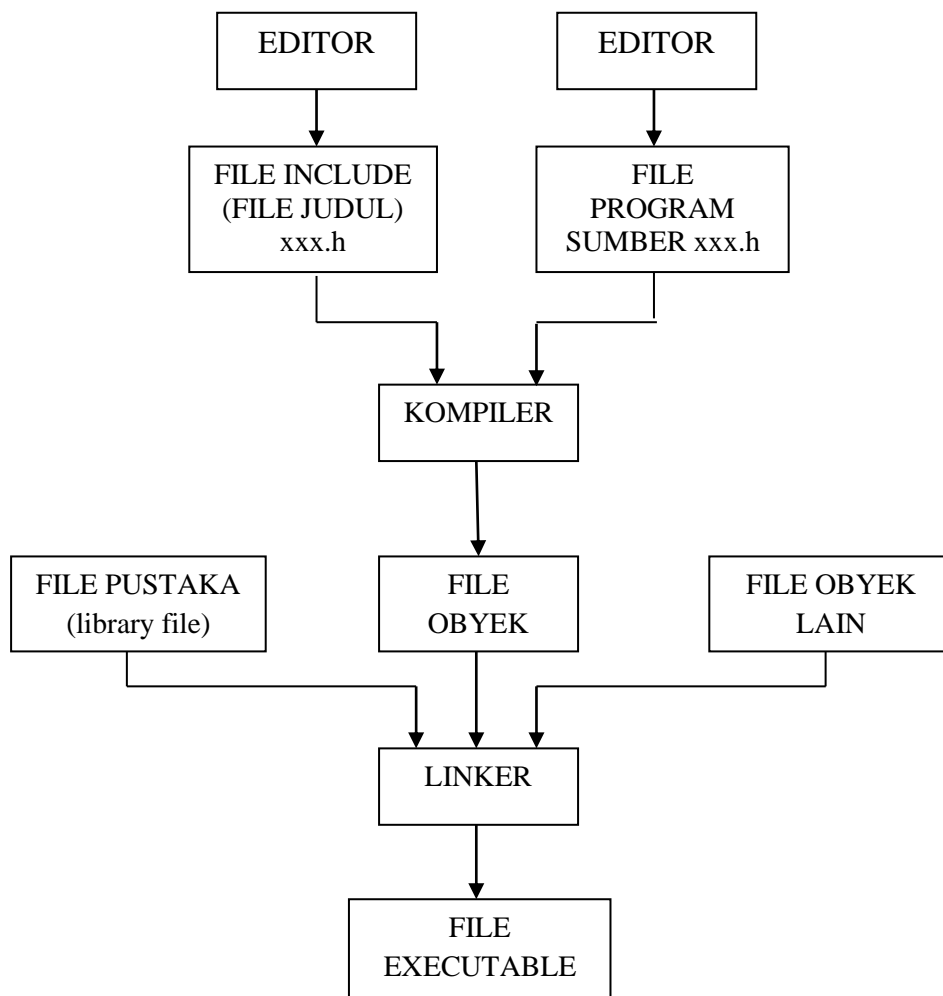 EDITOR
EDITOR
FILE INCLUDE
(FILE JUDUL)
xxx.h
FILE
PROGRAM
SUMBER xxx.h
KOMPILER
FILE PUSTAKA
(library file)
FILE
OBYEK
FILE OBYEK
LAIN
LINKER
FILE
EXECUTABLE